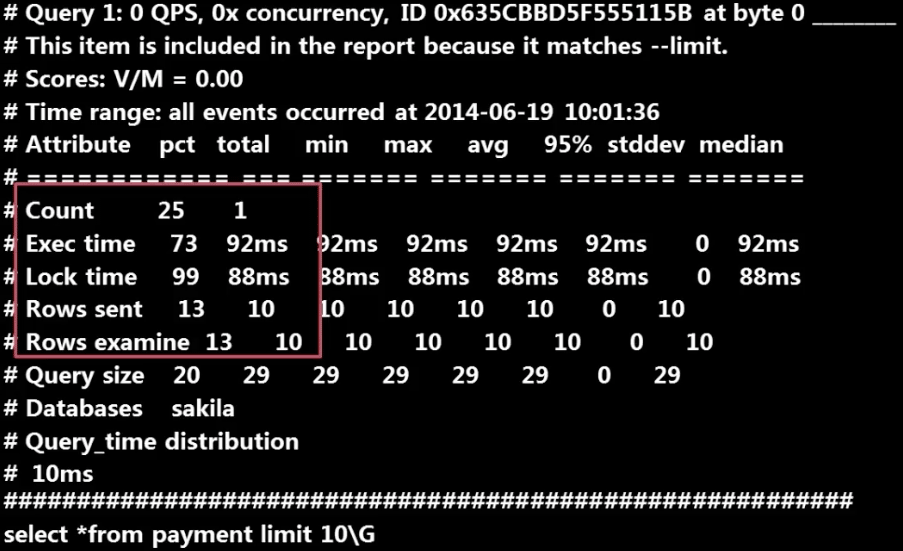 # Query 1: 0 QPS, 0x concurrency, ID 0x635CBBD5F555115B at byte 0 ________
# This item is included in the report because it matches --limit.
# Scores: V/M = 0.00
# Time range: all events occurred at 2014-06-19 10:01:36
# Attribute pct total min max avg 95% stddev median
# ============ === ======= ======= ======= =======
# Count 25 1
# Exec time 73 92ms 92ms 92ms 92ms 92ms 0 92ms
# Lock time 99 88ms 88ms 88ms 88ms 88ms 0 88ms
# Rows sent 13 10 10 10 10 10 0 10
# Rows examine 13 10 10 10 10 10 0 10
# Query size 20 29 29 29 29 29 0 29
# Databases sakila
# Query_time distribution
# 10ms
################################################################
select *from payment limit 10\G